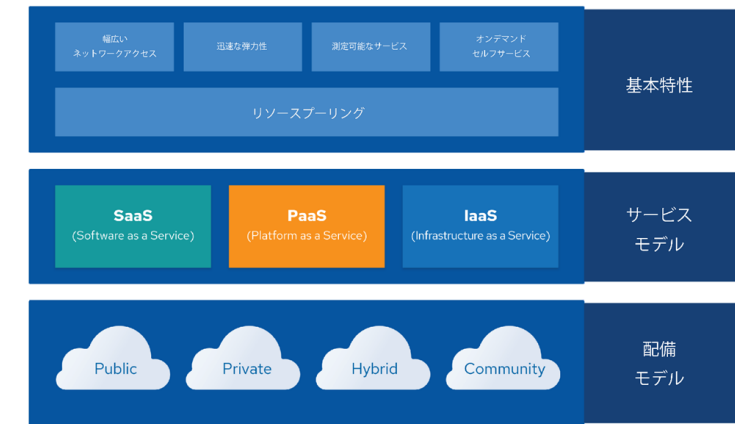 幅広い
ネットワークアクセス
迅速な弾力性
測定可能なサービス
オンデマンド
セルフサービス
リソースプーリング
基本特性
SaaS
(Software as a Service)
PaaS
(Platform as a Service)
IaaS
(Infrastructure as a Service)
サービス
モデル
Public
Private
Hybrid
Community
配備
モデル